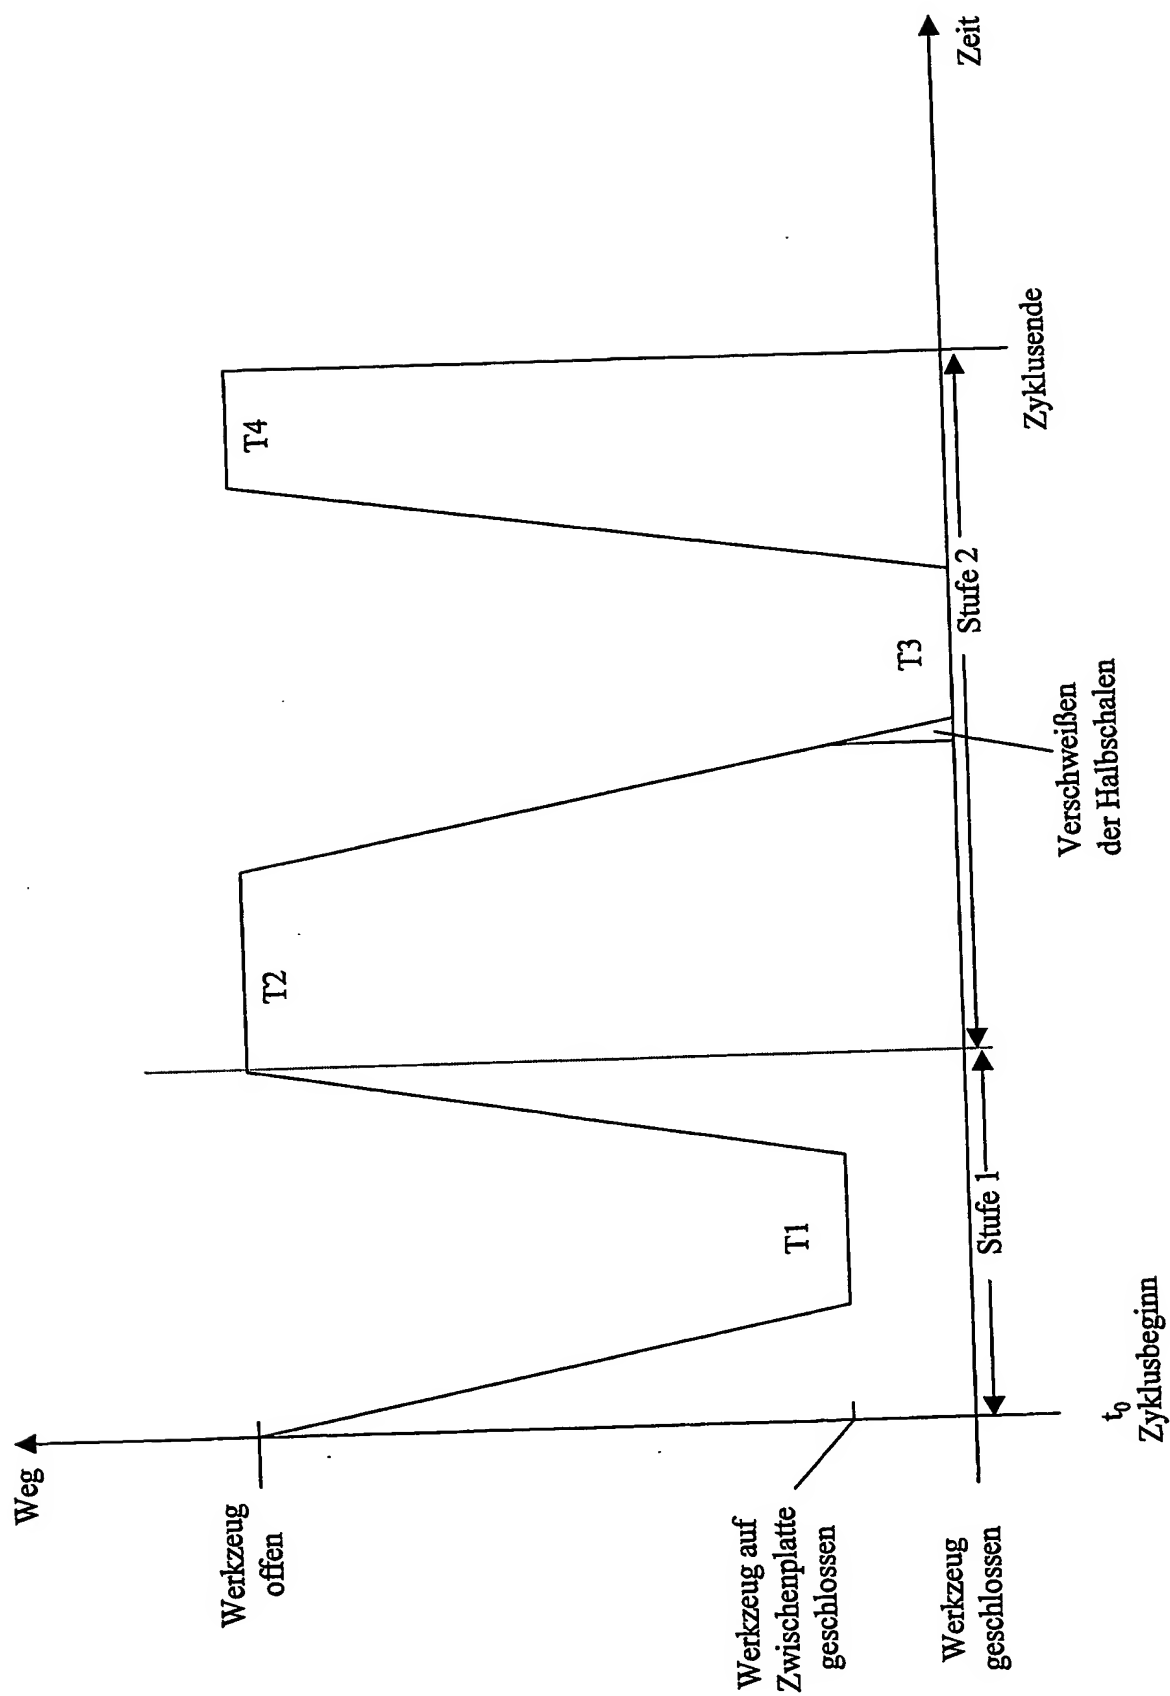 Weg
Werkzeug
offen
Werkzeug auf
Zwischenplatte
geschlossen
Werkzeug
geschlossen
T1
T2
T3
T4
Stufe 1
Stufe 2
t₀
Zyklusbeginn
Verschweißen
der Halbschalen
Zyklusende
Zeit